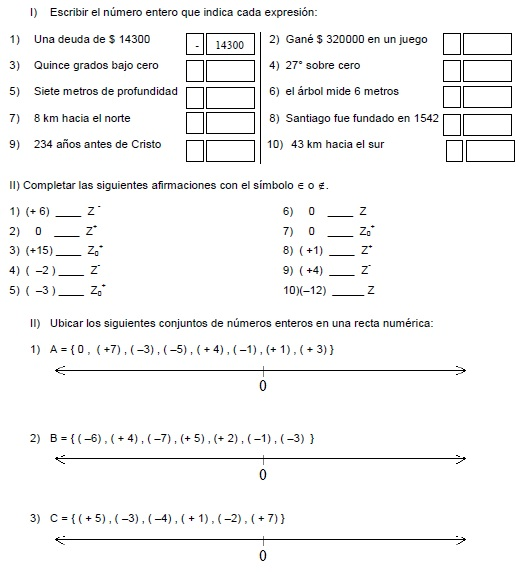 I) Escribir el número entero que indica cada expresión:
1) Una deuda de $ 14300 - 14300 2) Gané $ 320000 en un juego
3) Quince grados bajo cero 4) 27° sobre cero
5) Siete metros de profundidad 6) el árbol mide 6 metros
7) 8 km hacia el norte 8) Santiago fue fundado en 1542
9) 234 años antes de Cristo 10) 43 km hacia el sur
II) Completar las siguientes afirmaciones con el símbolo ∈ o ∉.
1) (+ 6) ____ Z⁻ 6) 0 ____ Z
2) 0 ____ Z⁺ 7) 0 ____ Z₀⁺
3) (+15) ____ Z₀⁺ 8) ( +1) ____ Z⁺
4) ( –2 ) ____ Z⁻ 9) ( +4) ____ Z⁻
5) ( –3 ) ____ Z₀⁺ 10)(–12) _____ Z
II) Ubicar los siguientes conjuntos de números enteros en una recta numérica:
1) A = { 0 , ( +7) , ( –3) , ( –5) , ( + 4) , ( –1) , (+ 1) , ( + 3) }
0
2) B = { ( –6) , ( + 4) , ( –7) , (+ 5) , (+ 2) , ( –1) , ( –3) }
0
3) C = { ( + 5) , ( –3) , ( –4) , ( + 1) , ( –2) , ( + 7) }
0